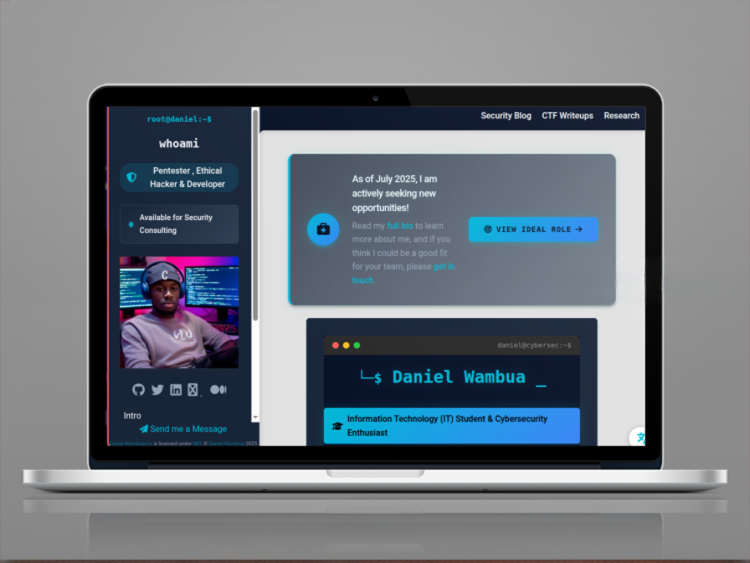 root@daniel:~$
whoami
Pentester , Ethical
Hacker & Developer
Available for Security
Consulting
C
Intro
Send me a Message
Security Blog CTF Writeups Research
As of July 2025, I am
actively seeking new
opportunities!
Read my full bio to learn
more about me, and if you
think I could be a good fit
for your team, please get in
touch.
@ VIEW IDEAL ROLE →
daniel@cybersec:~$
└─$ Daniel Wambua _
Information Technology (IT) Student & Cybersecurity
Enthusiast